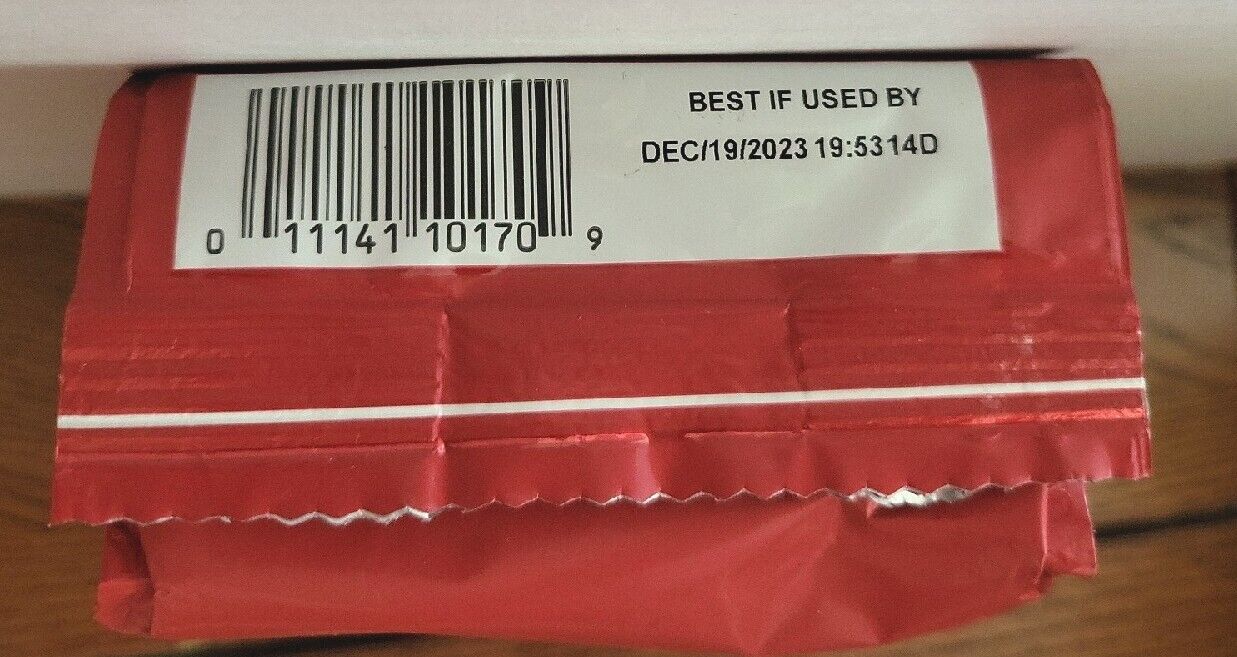 BEST IF USED BY
DEC/19/2023 19:5314D
0 11141 10170 9